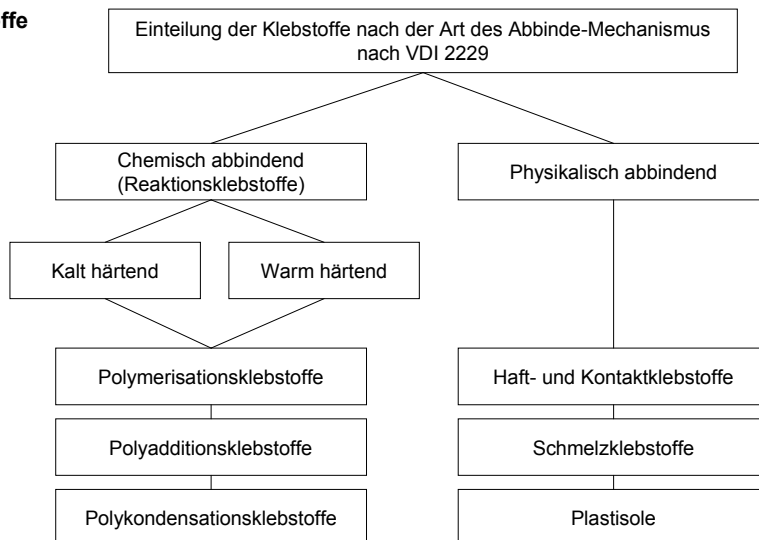 ffe
Einteilung der Klebstoffe nach der Art des Abbinde-Mechanismus
nach VDI 2229
Chemisch abbindend
(Reaktionsklebstoffe)
Physikalisch abbindend
Kalt härtend
Warm härtend
Polymerisationsklebstoffe
Haft- und Kontaktklebstoffe
Polyadditionsklebstoffe
Schmelzklebstoffe
Polykondensationsklebstoffe
Plastisole